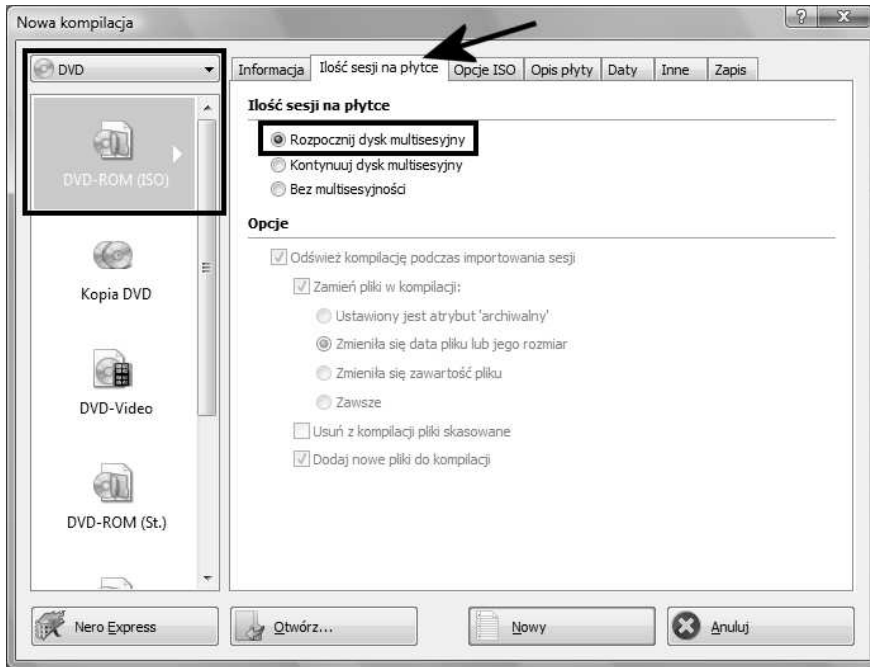 Nowa kompilacja
?
DVD
Informacja Ilość sesji na płytce Opcje ISO Opis płyty Daty Inne Zapis
DVD-ROM (ISO)
Kopia DVD
DVD-Video
DVD-ROM (St.)
Ilość sesji na płytce
Rozpocznij dysk multisesyjny
Kontynuuj dysk multisesyjny
Bez multisesyjności
Opcje
Odśwież kompilację podczas importowania sesji
Zamień pliki w kompilacji:
Ustawiony jest atrybut 'archiwalny'
Zmieniła się data pliku lub jego rozmiar
Zmieniła się zawartość pliku
Zawsze
Usuń z kompilacji pliki skasowane
Dodaj nowe pliki do kompilacji
Nero Express
Otwórz...
Nowy
Anuluj